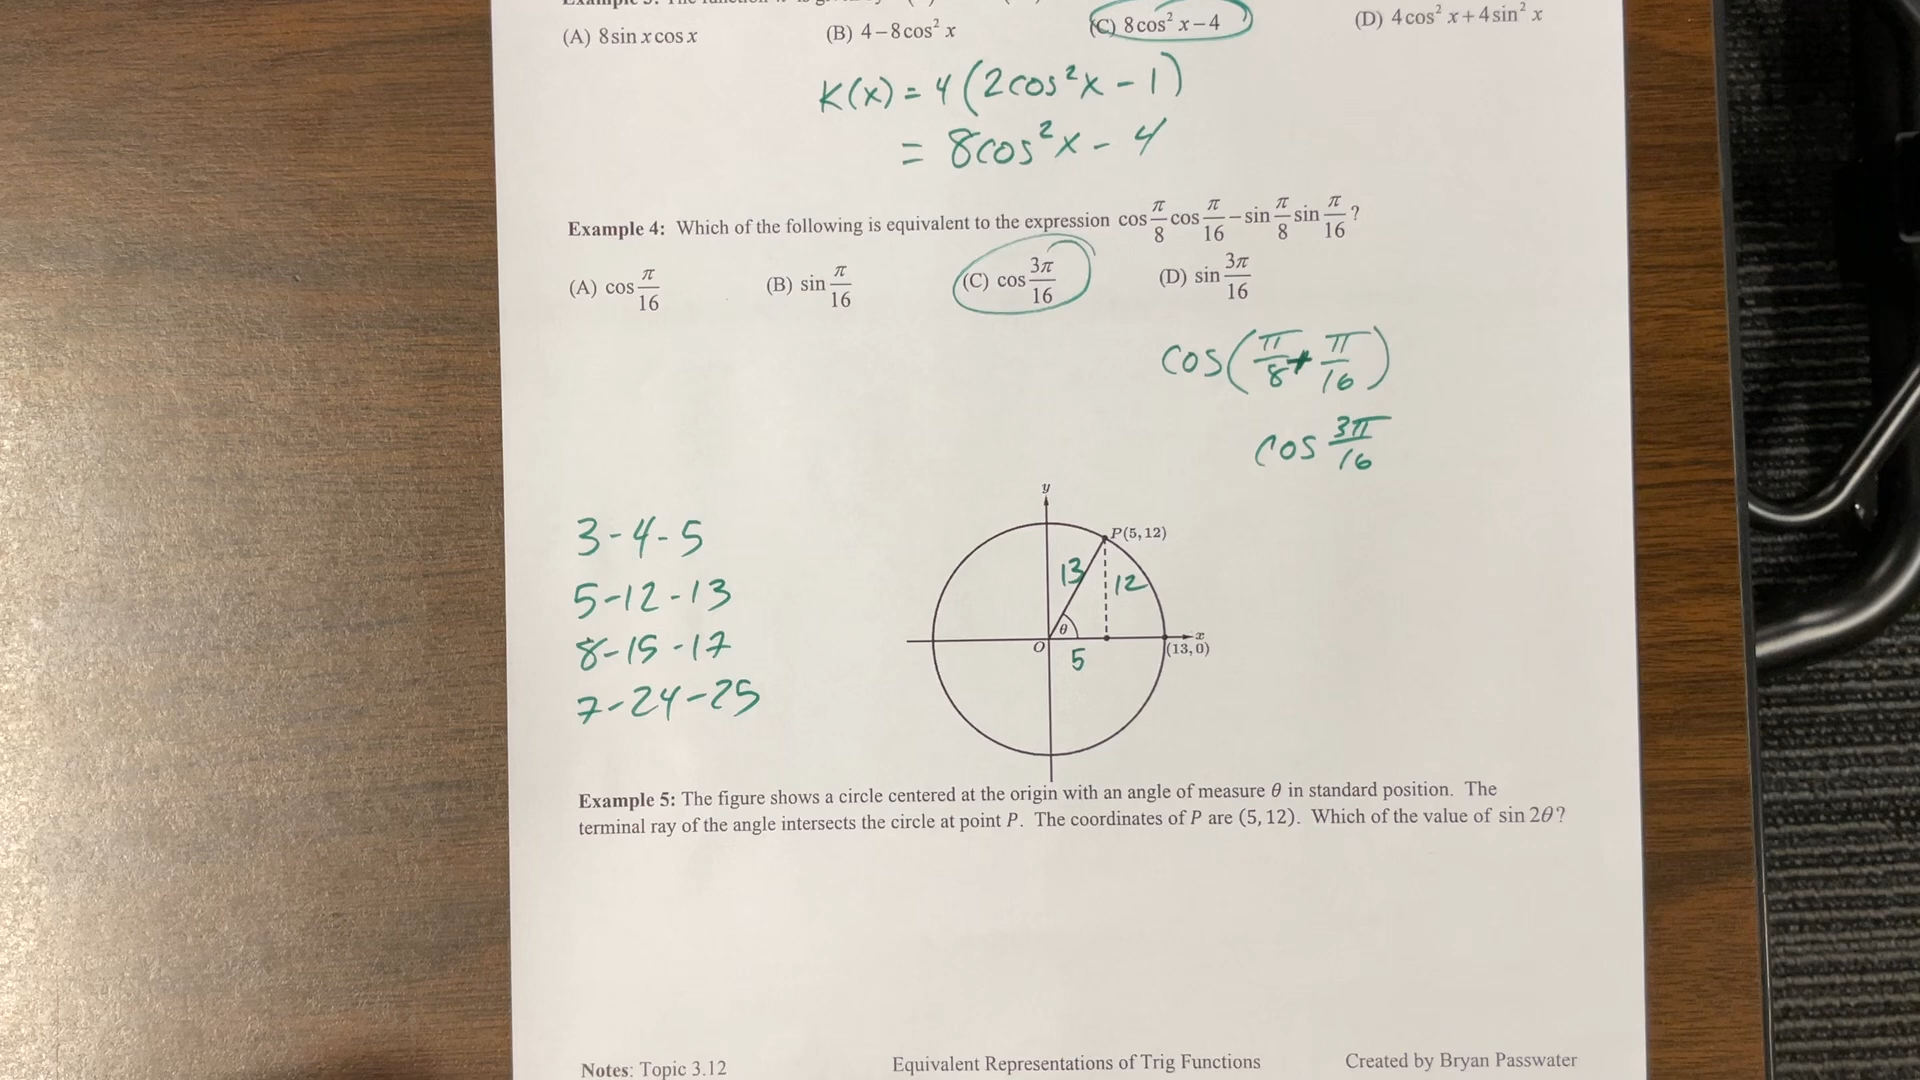 (A) 8 sin x cos x (B) 4 − 8 cos² x (C) 8 cos² x − 4 (D) 4 cos² x + 4 sin² x
K(x) = 4 (2cos²x − 1)
= 8cos²x − 4
Example 4: Which of the following is equivalent to the expression cos π/8 cos π/16 − sin π/8 sin π/16 ?
(A) cos π/16 (B) sin π/16 (C) cos 3π/16 (D) sin 3π/16
cos(π/8 + π/16)
cos 3π/16
3-4-5
5-12-13
8-15-17
7-24-25
y
P(5, 12)
13
12
θ
x
O
5
(13, 0)
Example 5: The figure shows a circle centered at the origin with an angle of measure θ in standard position. The
terminal ray of the angle intersects the circle at point P. The coordinates of P are (5, 12). Which of the value of sin 2θ?
Notes: Topic 3.12 Equivalent Representations of Trig Functions Created by Bryan Passwater